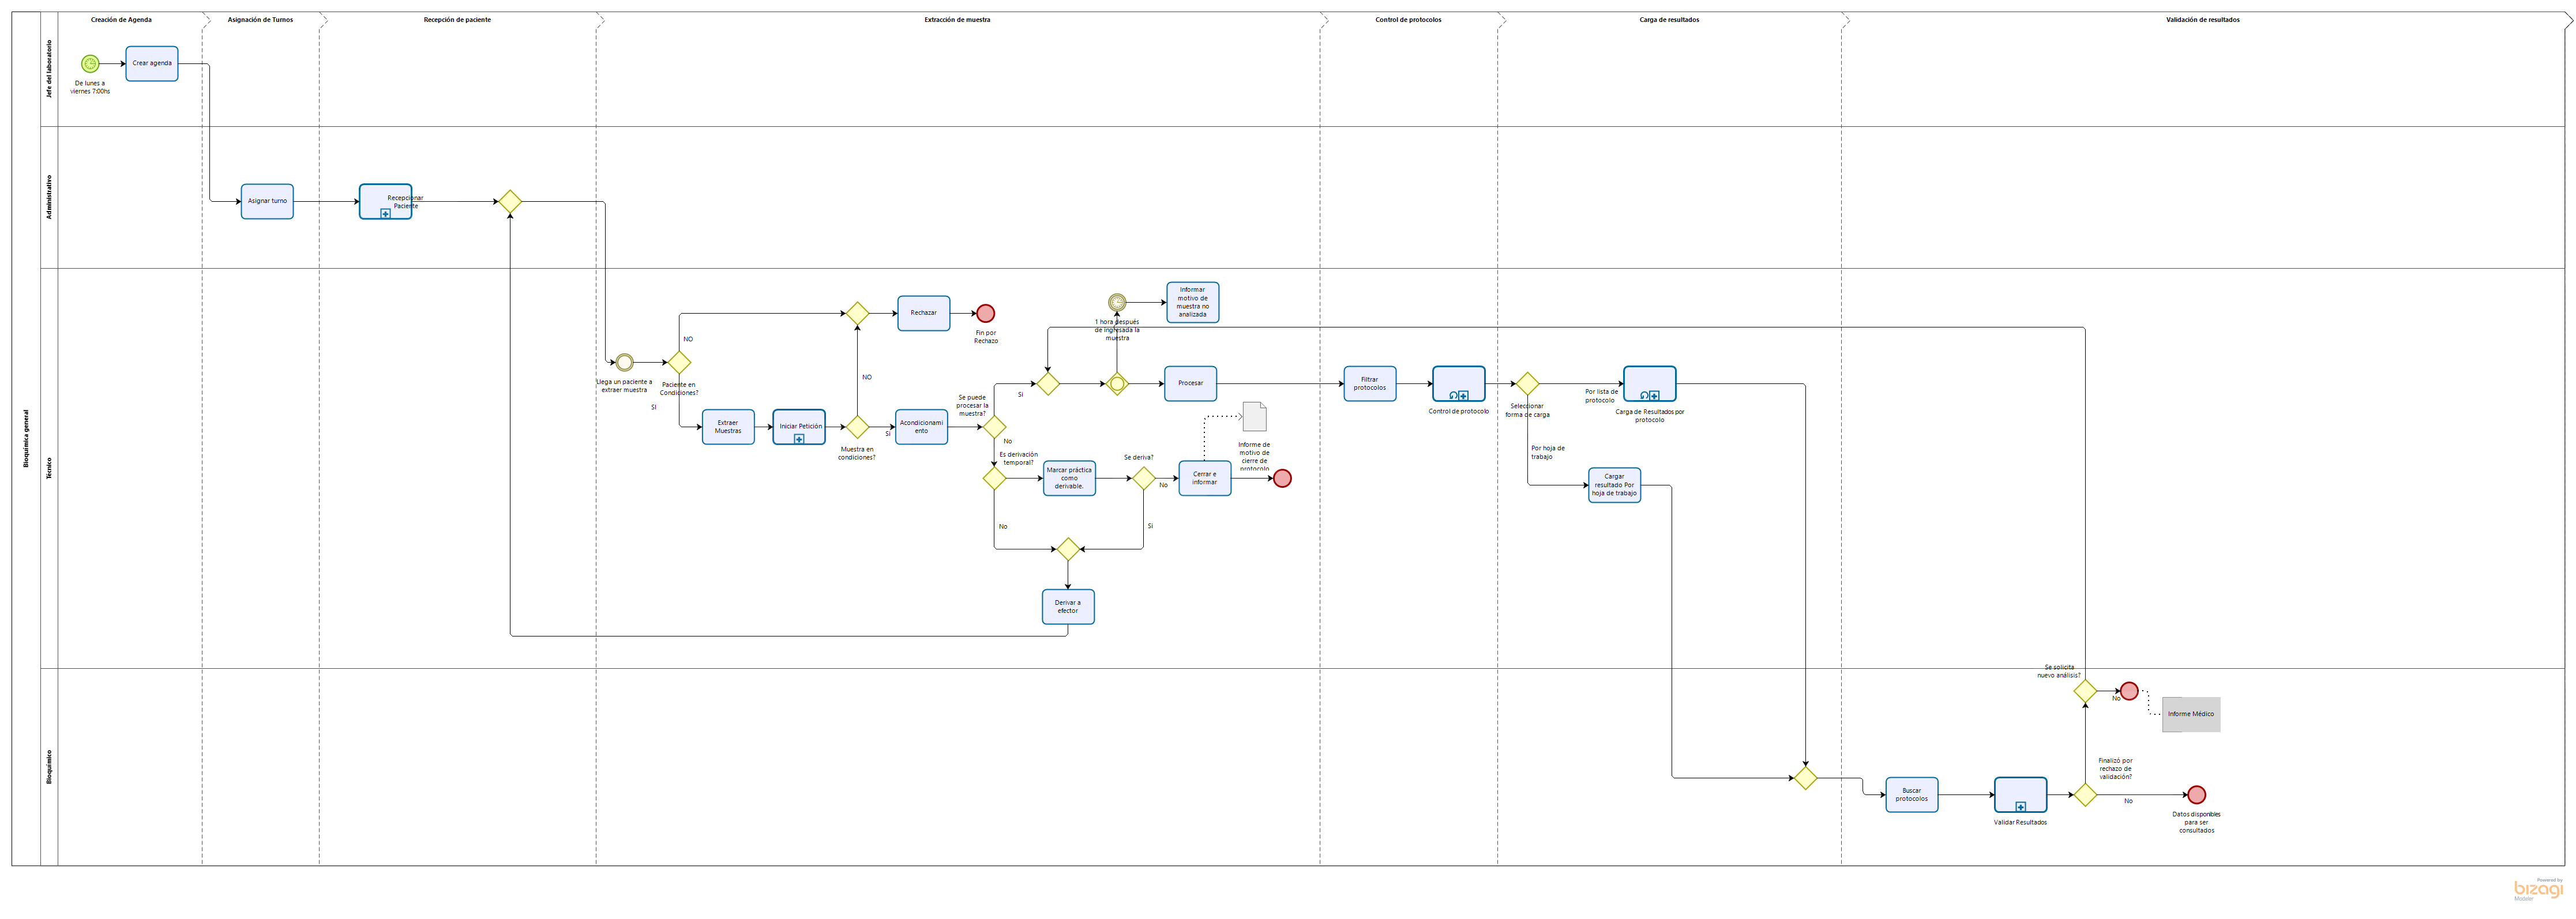 Creación de Agenda
Asignación de Turnos
Recepción de paciente
Extracción de muestra
Control de protocolos
Carga de resultados
Validación de resultados
Bioquímica general
Jefe del laboratorio
De lunes a
viernes 7:00hs
Crear agenda
Administrativo
Asignar turno
Recepcionar
Paciente
Técnico
Llega un paciente a
extraer muestra
Paciente en
Condiciones?
NO
SI
Extraer
Muestras
Iniciar Petición
Muestra en
condiciones?
NO
Si
Rechazar
Fin por
Rechazo
Acondicionami
ento
Se puede
procesar la
muestra?
Si
No
1 hora después
de ingresada la
muestra
Informar
motivo de
muestra no
analizada
Procesar
Es derivación
temporal?
No
Marcar práctica
como
derivable.
Se deriva?
No
Si
Cerrar e
informar
Informe de
motivo de
cierre de
protocolo
Derivar a
efector
Filtrar
protocolos
Control de protocolo
Seleccionar
forma de carga
Por lista de
protocolo
Carga de Resultados por
protocolo
Por hoja de
trabajo
Cargar
resultado Por
hoja de trabajo
Bioquímico
Buscar
protocolos
Validar Resultados
Finalizó por
rechazo de
validación?
No
Datos disponibles
para ser
consultados
Se solicita
nuevo análisis?
No
Informe Médico
Powered by
bizagi
Modeler